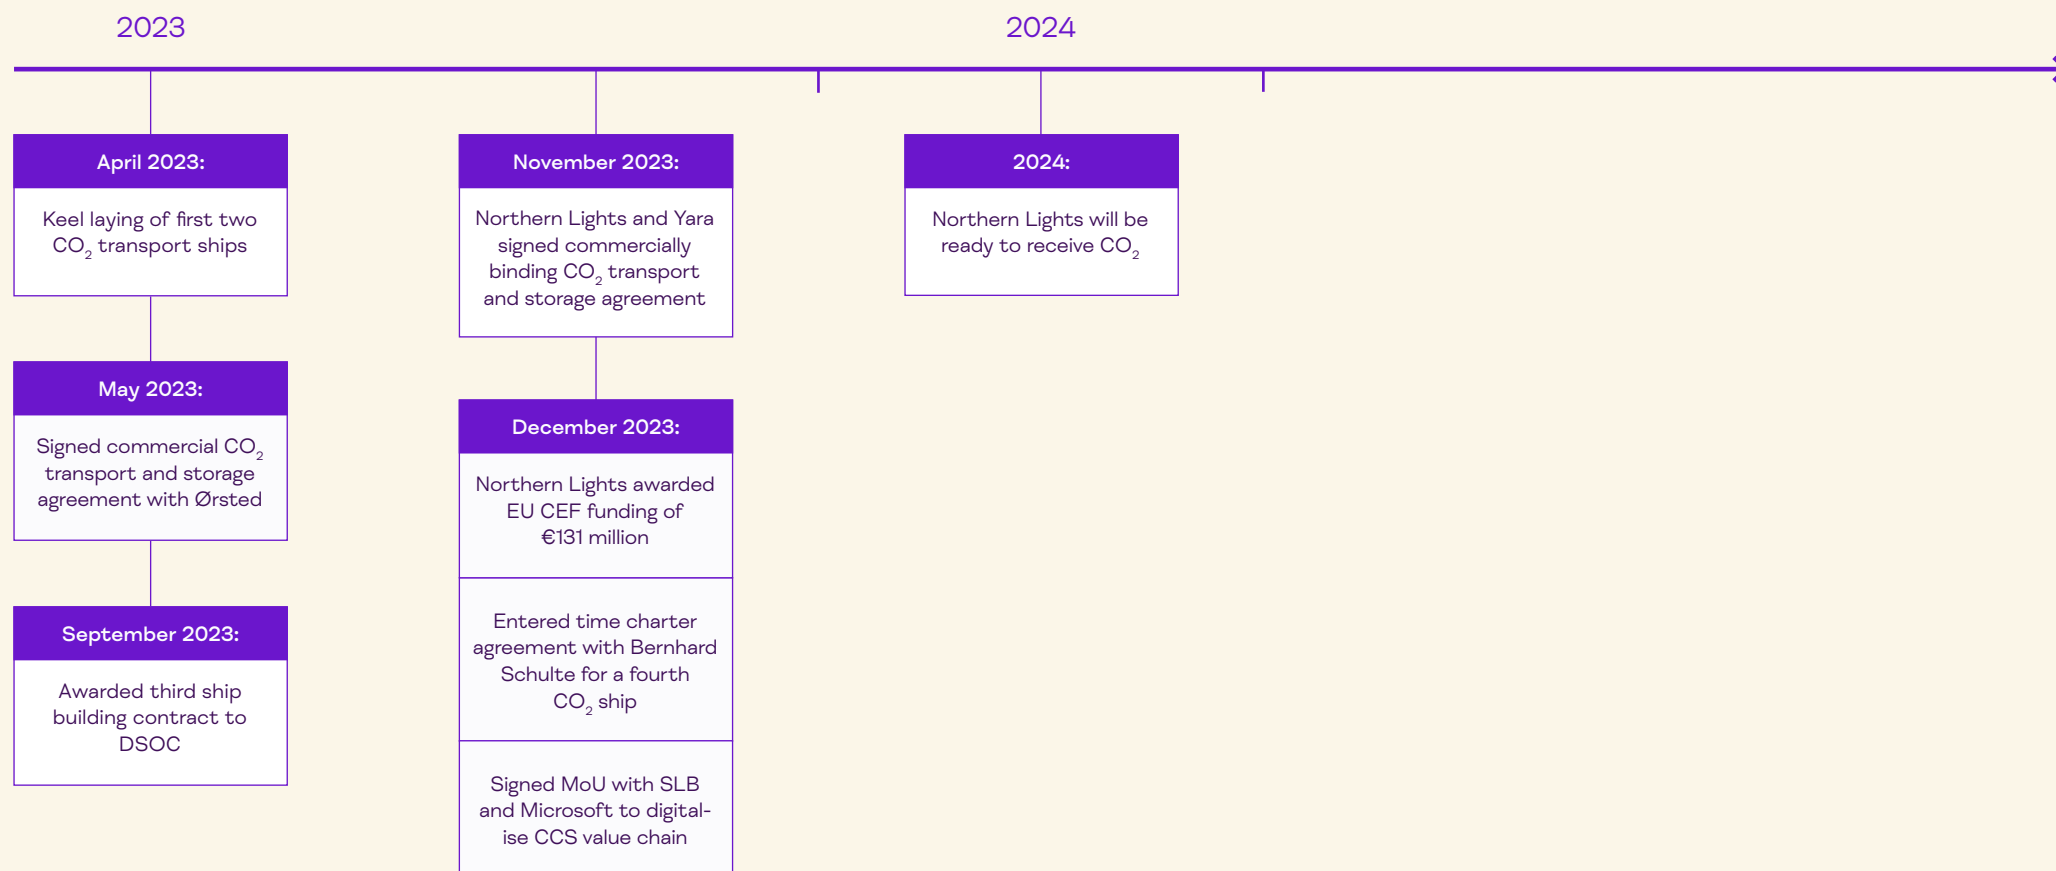 2023
2024
April 2023:
Keel laying of first two
CO₂ transport ships
May 2023:
Signed commercial CO₂
transport and storage
agreement with Ørsted
September 2023:
Awarded third ship
building contract to
DSOC
November 2023:
Northern Lights and Yara
signed commercially
binding CO₂ transport
and storage agreement
December 2023:
Northern Lights awarded
EU CEF funding of
€131 million
Entered time charter
agreement with Bernhard
Schulte for a fourth
CO₂ ship
Signed MoU with SLB
and Microsoft to digital-
ise CCS value chain
2024:
Northern Lights will be
ready to receive CO₂